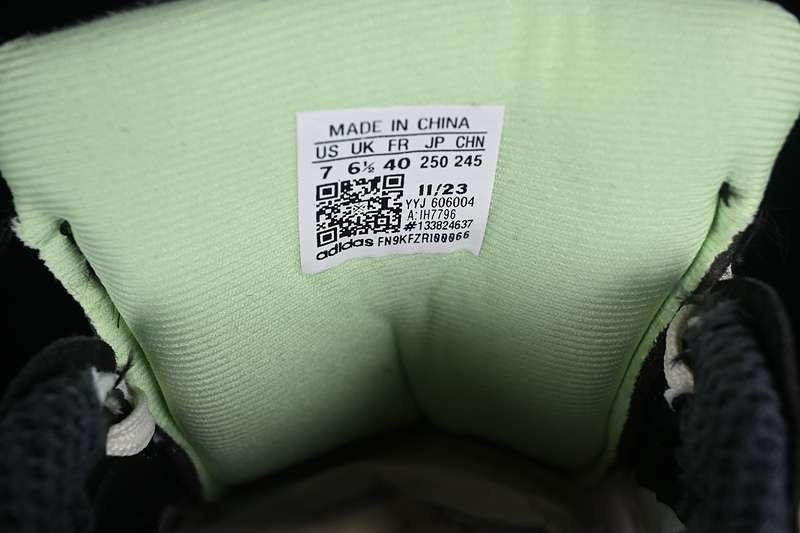 MADE IN CHINA
US UK FR JP CHN
7 6½ 40 250 245
11/23
YYJ 606004
A: IH7796
#133824637
adidas FN9KFZRI00066